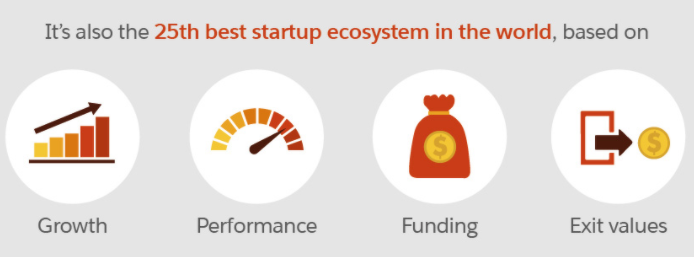 It's also the 25th best startup ecosystem in the world, based on
Growth
Performance
Funding
Exit values